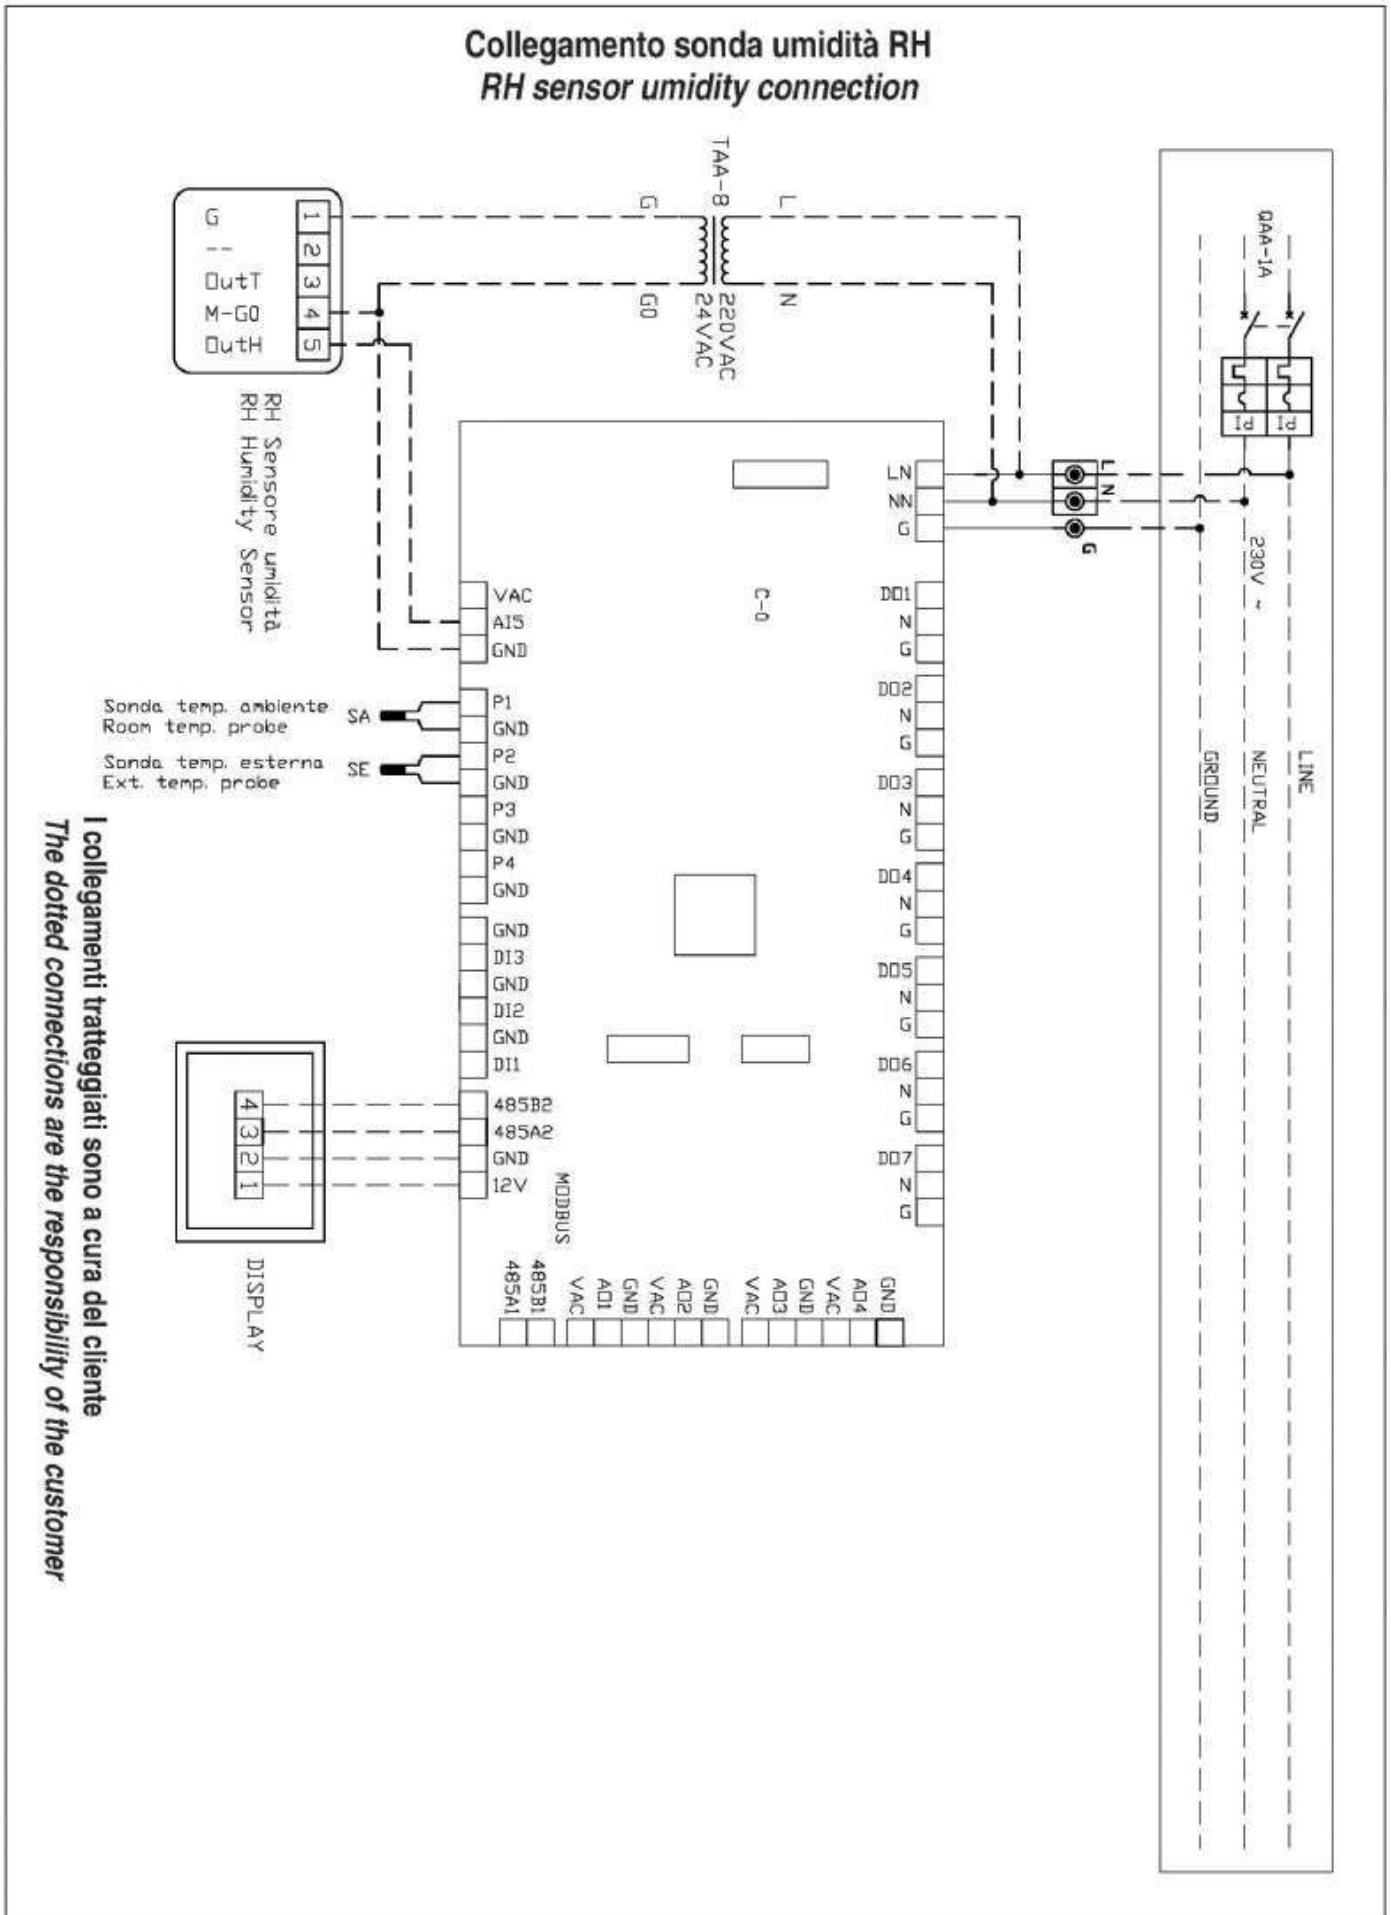 Collegamento sonda umidità RH
RH sensor umidity connection
TAA-8
G
L
G0
N
220VAC
24VAC
G
--
OutT
M-G0
OutH
1
2
3
4
5
RH Sensore umidità
RH Humidity Sensor
QAA-1A
PI
PI
L
N
G
230V ~
LINE
NEUTRAL
GROUND
C-0
LN
NN
G
VAC
AI5
GND
P1
GND
P2
GND
P3
GND
P4
GND
GND
DI3
GND
DI2
GND
DI1
485B2
485A2
GND
12V
MODBUS
DO1
N
G
DO2
N
G
DO3
N
G
DO4
N
G
DO5
N
G
DO6
N
G
DO7
N
G
485A1
485B1
VAC
AO1
GND
VAC
AO2
GND
VAC
AO3
GND
VAC
AO4
GND
Sonda temp. ambiente
Room temp. probe
SA
Sonda temp. esterna
Ext. temp. probe
SE
4
3
2
1
DISPLAY
I collegamenti tratteggiati sono a cura del cliente
The dotted connections are the responsibility of the customer